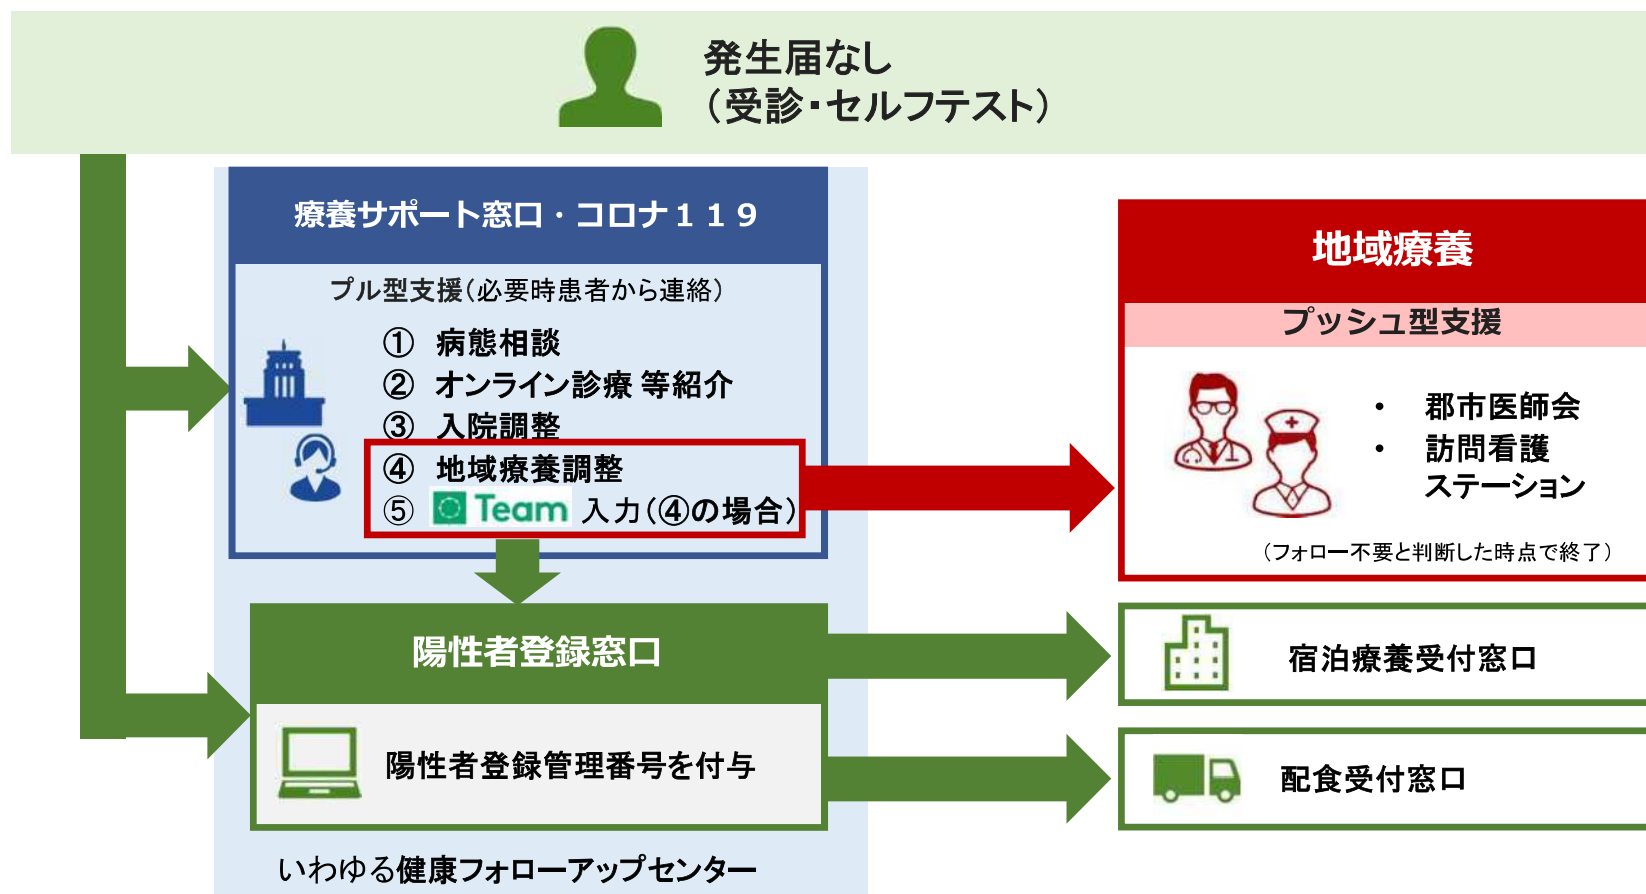 発生届なし
（受診・セルフテスト）
療養サポート窓口・コロナ１１９
プル型支援（必要時患者から連絡）
① 病態相談
② オンライン診療 等紹介
③ 入院調整
④ 地域療養調整
⑤ Team 入力（④の場合）
地域療養
プッシュ型支援
• 郡市医師会
• 訪問看護
ステーション
（フォロー不要と判断した時点で終了）
陽性者登録窓口
陽性者登録管理番号を付与
宿泊療養受付窓口
配食受付窓口
いわゆる健康フォローアップセンター